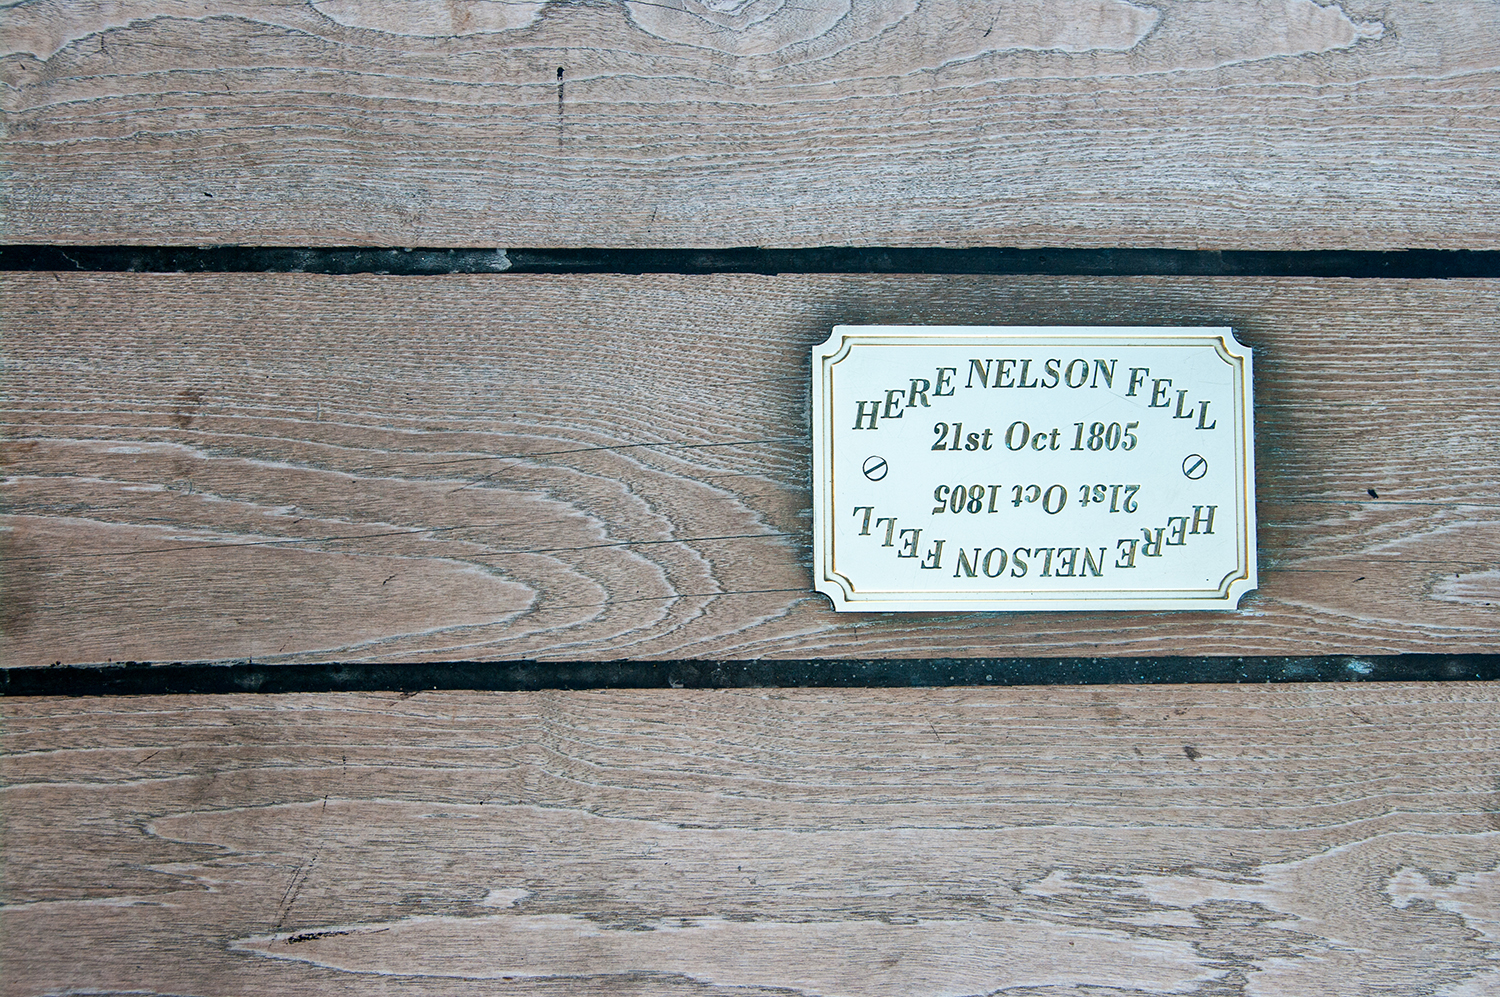 HERE NELSON FELL
21st Oct 1805
21st Oct 1805
HERE NELSON FELL